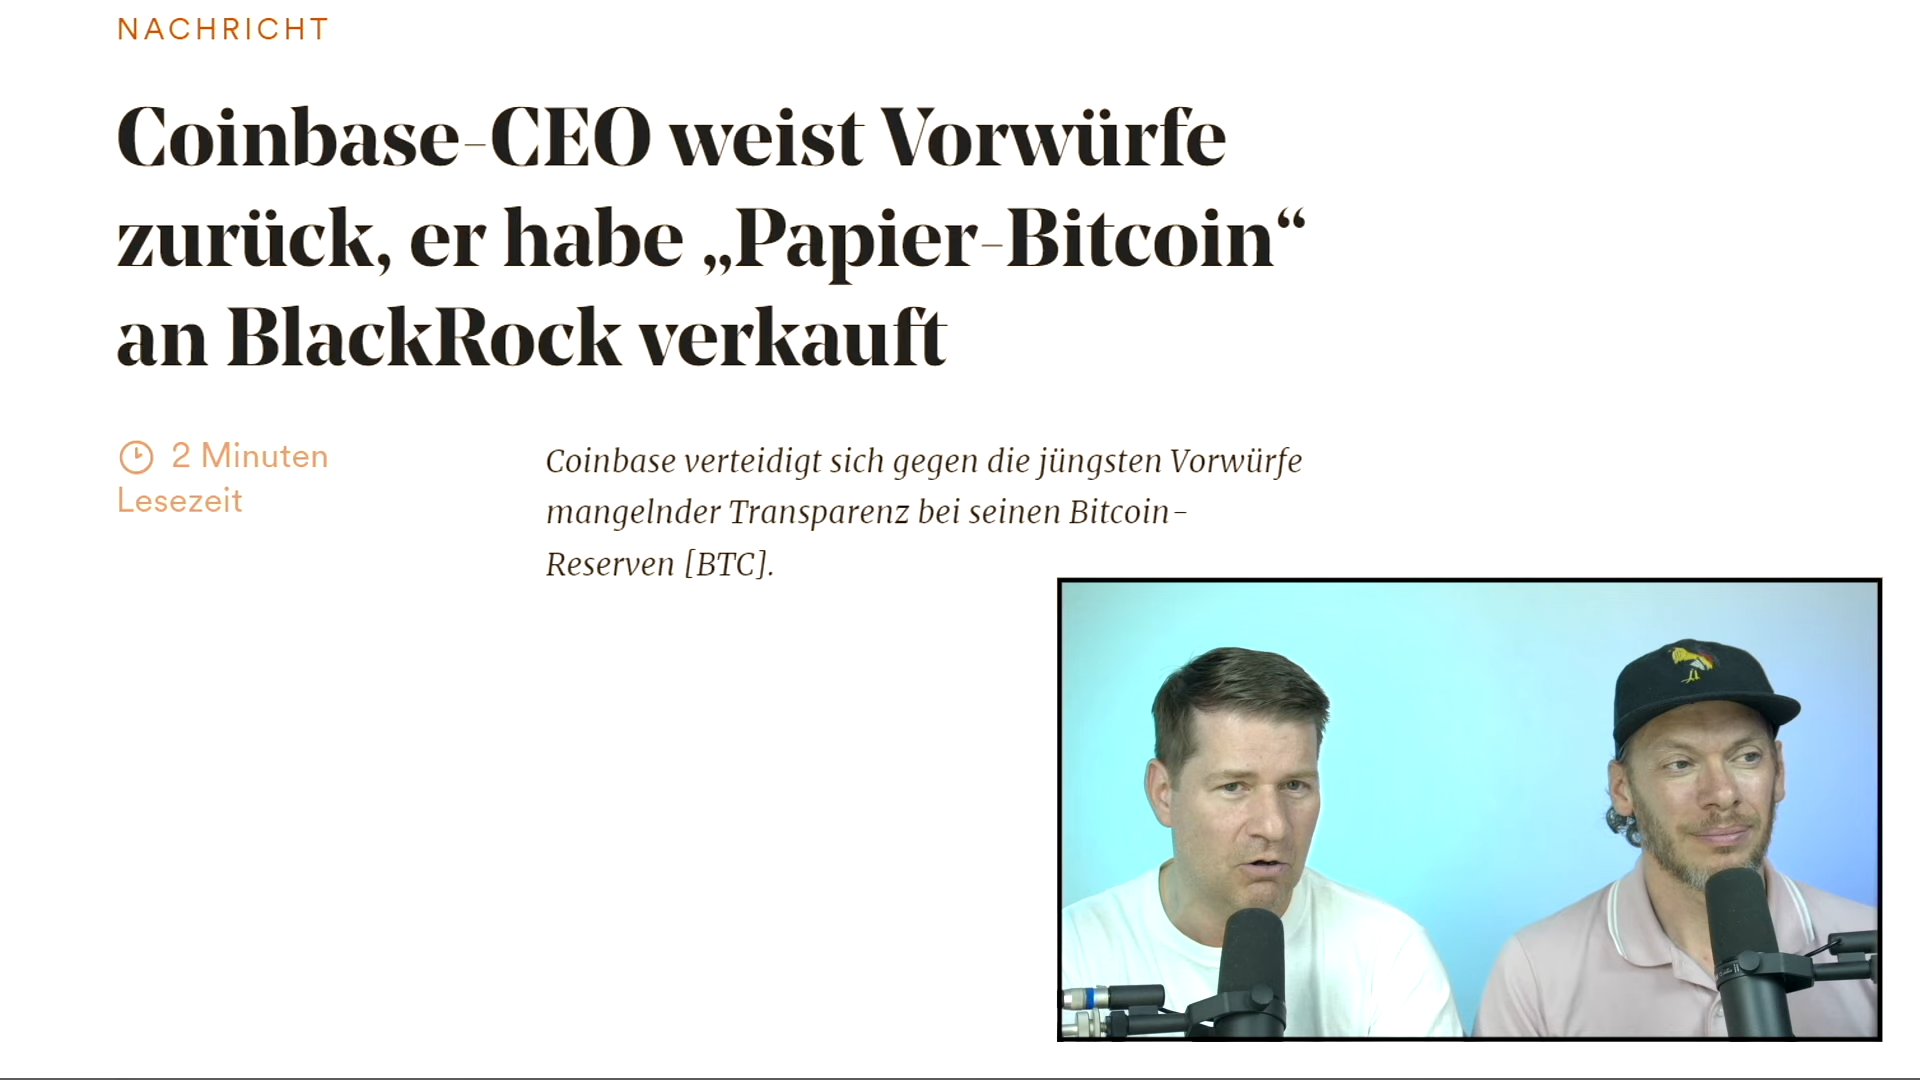 NACHRICHT
Coinbase-CEO weist Vorwürfe
zurück, er habe „Papier-Bitcoin“
an BlackRock verkauft
2 Minuten
Lesezeit
Coinbase verteidigt sich gegen die jüngsten Vorwürfe
mangelnder Transparenz bei seinen Bitcoin-
Reserven [BTC].